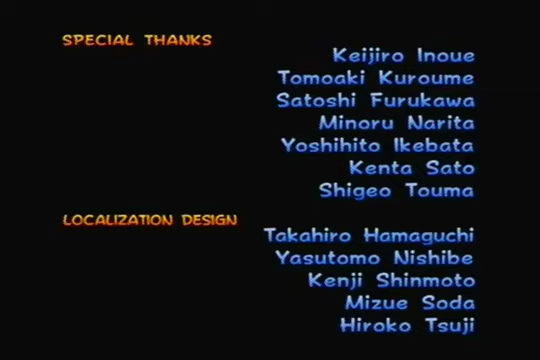 SPECIAL THANKS
Keijiro Inoue
Tomoaki Kuroume
Satoshi Furukawa
Minoru Narita
Yoshihito Ikebata
Kenta Sato
Shigeo Touma
LOCALIZATION DESIGN
Takahiro Hamaguchi
Yasutomo Nishibe
Kenji Shinmoto
Mizue Soda
Hiroko Tsuji